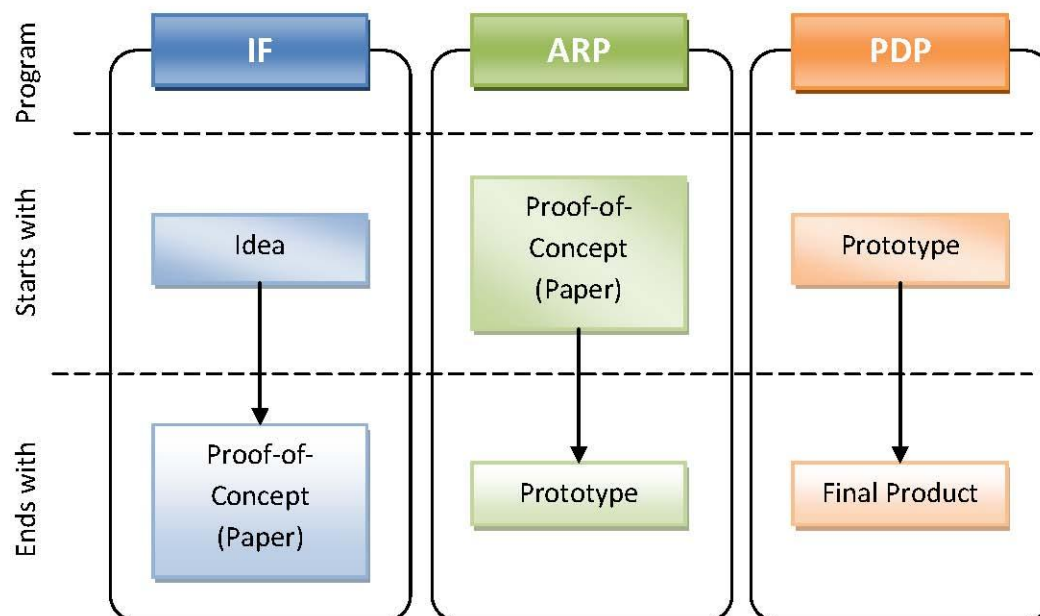 Program
IF
ARP
PDP
Starts with
Idea
Proof-of-
Concept
(Paper)
Prototype
Ends with
Proof-of-
Concept
(Paper)
Prototype
Final Product